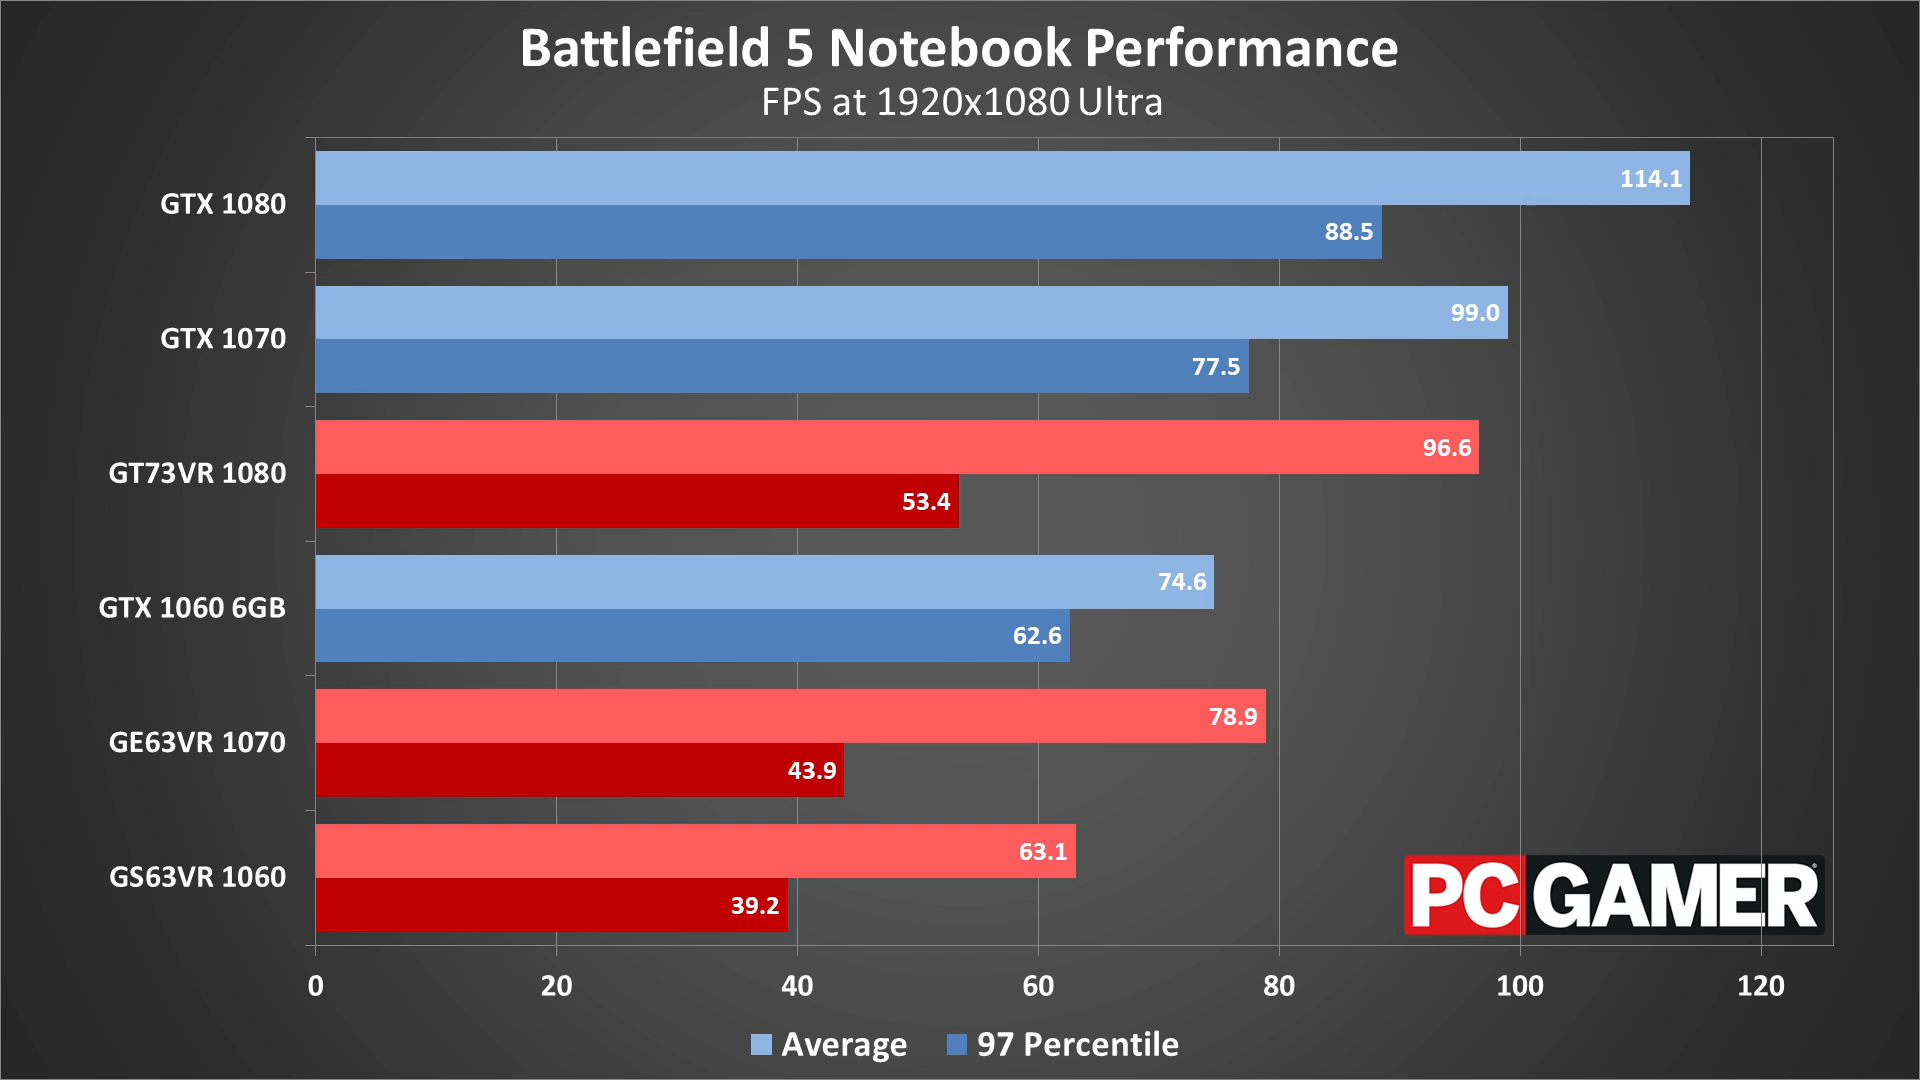 Battlefield 5 Notebook Performance
FPS at 1920x1080 Ultra
GTX 1080
114.1
88.5
GTX 1070
99.0
77.5
GT73VR 1080
96.6
53.4
GTX 1060 6GB
74.6
62.6
GE63VR 1070
78.9
43.9
GS63VR 1060
63.1
39.2
PC GAMER
0 20 40 60 80 100 120
Average 97 Percentile